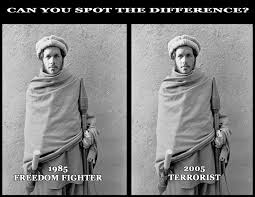 CAN YOU SPOT THE DIFFERENCE?
1985
FREEDOM FIGHTER
2005
TERRORIST